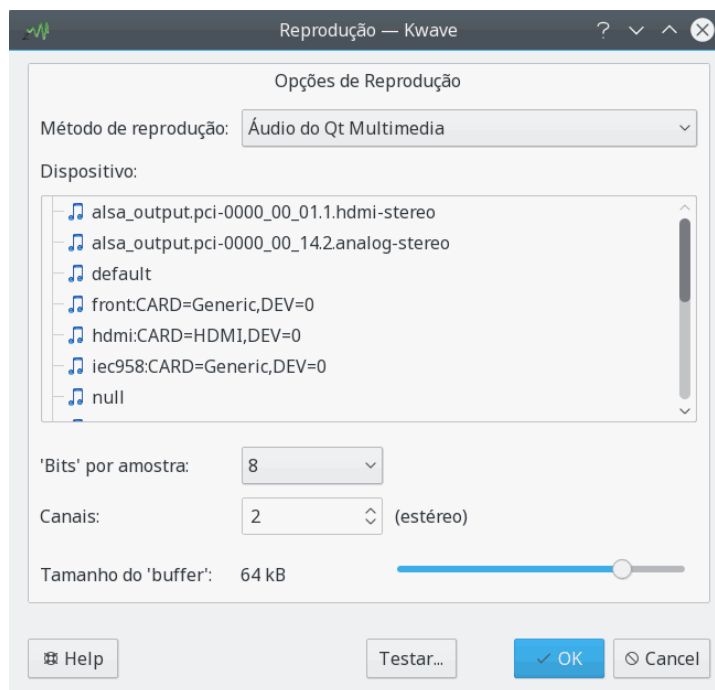 Reprodução — Kwave
Opções de Reprodução
Método de reprodução: Áudio do Qt Multimedia
Dispositivo:
alsa_output.pci-0000_00_01.1.hdmi-stereo
alsa_output.pci-0000_00_14.2.analog-stereo
default
front:CARD=Generic,DEV=0
hdmi:CARD=HDMI,DEV=0
iec958:CARD=Generic,DEV=0
null
'Bits' por amostra: 8
Canais: 2 (estéreo)
Tamanho do 'buffer': 64 kB
Help Testar... OK Cancel